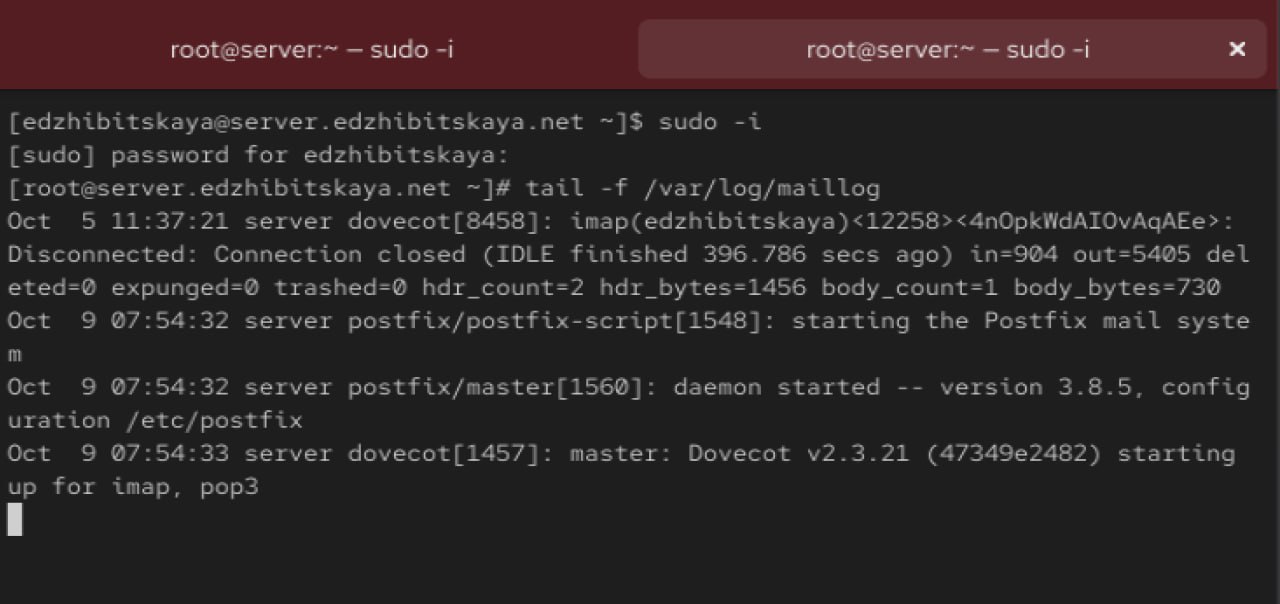 root@server:~ — sudo -i
root@server:~ — sudo -i ×
[edzhibitskaya@server.edzhibitskaya.net ~]$ sudo -i
[sudo] password for edzhibitskaya:
[root@server.edzhibitskaya.net ~]# tail -f /var/log/maillog
Oct  5 11:37:21 server dovecot[8458]: imap(edzhibitskaya)<12258><4nOpkWdAIOvAqAEe>:
Disconnected: Connection closed (IDLE finished 396.786 secs ago) in=904 out=5405 del
eted=0 expunged=0 trashed=0 hdr_count=2 hdr_bytes=1456 body_count=1 body_bytes=730
Oct  9 07:54:32 server postfix/postfix-script[1548]: starting the Postfix mail syste
m
Oct  9 07:54:32 server postfix/master[1560]: daemon started -- version 3.8.5, config
uration /etc/postfix
Oct  9 07:54:33 server dovecot[1457]: master: Dovecot v2.3.21 (47349e2482) starting
up for imap, pop3